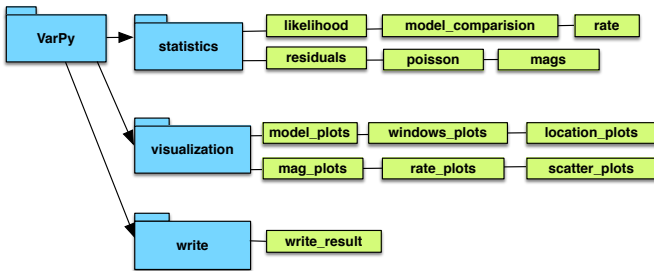 VarPy
statistics
likelihood
model_comparision
rate
residuals
poisson
mags
visualization
model_plots
windows_plots
location_plots
mag_plots
rate_plots
scatter_plots
write
write_result